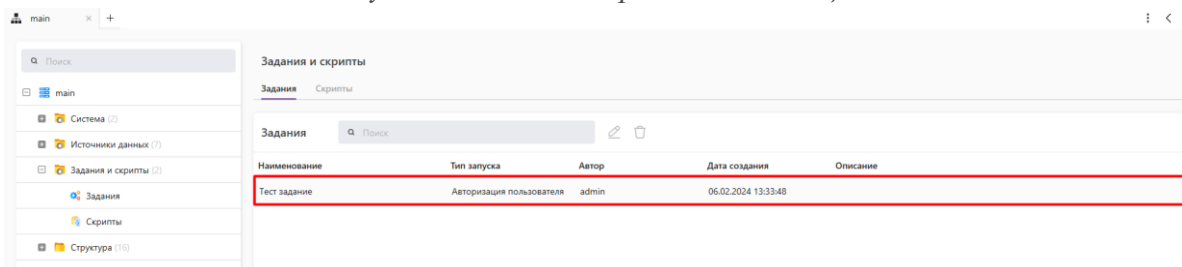 main × +
Поиск
main
Система (2)
Источники данных (7)
Задания и скрипты (2)
Задания
Скрипты
Структура (16)
Задания и скрипты
Задания Скрипты
Задания Поиск
Наименование Тип запуска Автор Дата создания Описание
Тест задание Авторизация пользователя admin 06.02.2024 13:33:48